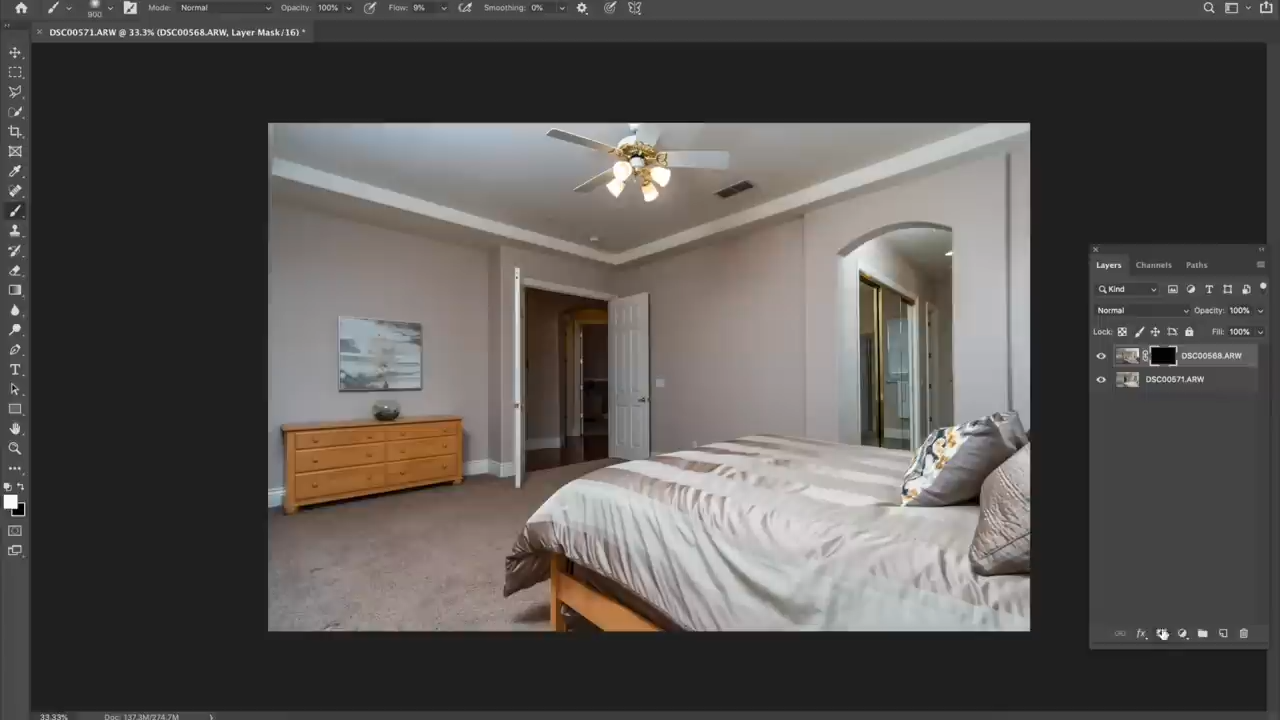 900 Mode: Normal Opacity: 100% Flow: 9% Smoothing: 0%
× DSC00571.ARW @ 33.3% (DSC00568.ARW, Layer Mask/16) *
Layers Channels Paths
Kind
Normal Opacity: 100%
Lock: Fill: 100%
DSC00568.ARW
DSC00571.ARW
fx
33.33% Doc: 137.3M/274.7M